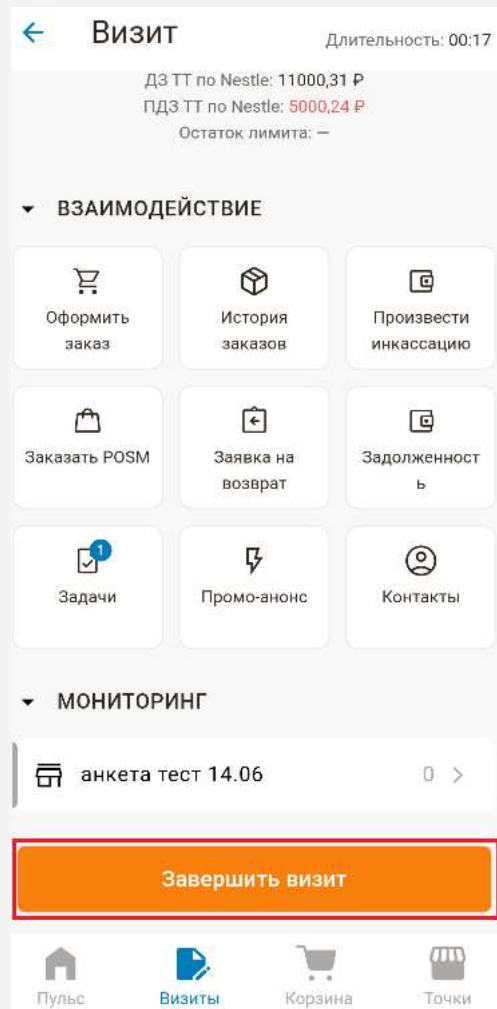 Визит
Длительность: 00:17
ДЗ ТТ по Nestle: 11000,31 ₽
ПДЗ ТТ по Nestle: 5000,24 ₽
Остаток лимита: —
ВЗАИМОДЕЙСТВИЕ
Оформить
заказ
История
заказов
Произвести
инкассацию
Заказать POSM
Заявка на
возврат
Задолженност
ь
1
Задачи
Промо-анонс
Контакты
МОНИТОРИНГ
анкета тест 14.06
0
Завершить визит
Пульс
Визиты
Корзина
Точки